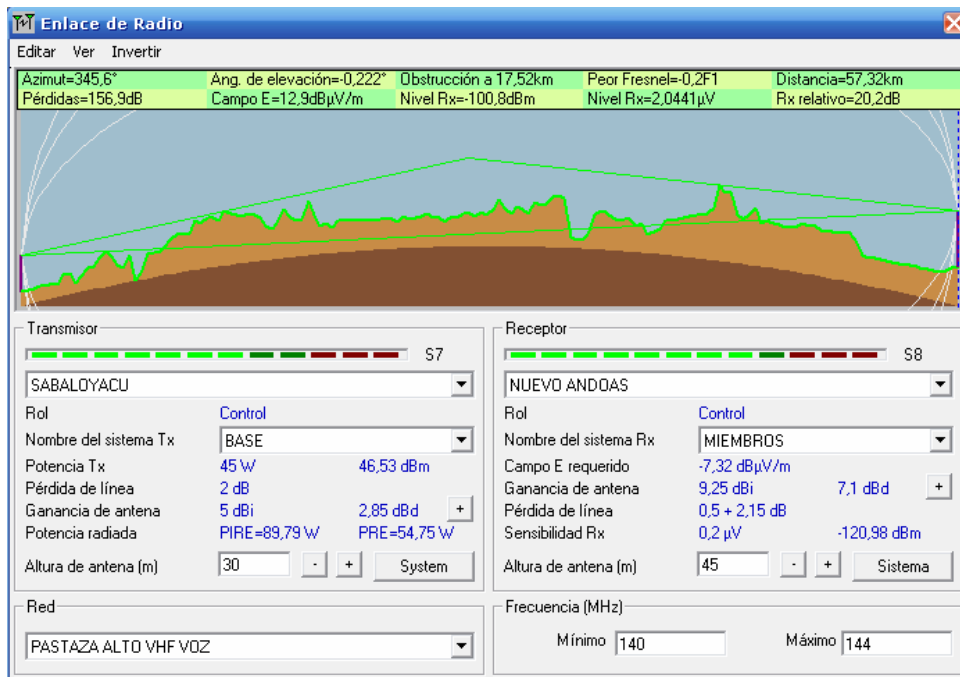 Enlace de Radio
Editar Ver Invertir
Azimut=345,6° Ang. de elevación=-0,222° Obstrucción a 17,52km Peor Fresnel=-0,2F1 Distancia=57,32km
Pérdidas=156,9dB Campo E=12,9dBµV/m Nivel Rx=-100,8dBm Nivel Rx=2,0441µV Rx relativo=20,2dB
Transmisor
S7
SABALOYACU
Rol Control
Nombre del sistema Tx BASE
Potencia Tx 45 W 46,53 dBm
Pérdida de línea 2 dB
Ganancia de antena 5 dBi 2,85 dBd +
Potencia radiada PIRE=89,79 W PRE=54,75 W
Altura de antena (m) 30 - + System
Red
PASTAZA ALTO VHF VOZ
Receptor
S8
NUEVO ANDOAS
Rol Control
Nombre del sistema Rx MIEMBROS
Campo E requerido -7,32 dBµV/m
Ganancia de antena 9,25 dBi 7,1 dBd +
Pérdida de línea 0,5 + 2,15 dB
Sensibilidad Rx 0,2 µV -120,98 dBm
Altura de antena (m) 45 - + Sistema
Frecuencia (MHz)
Mínimo 140 Máximo 144